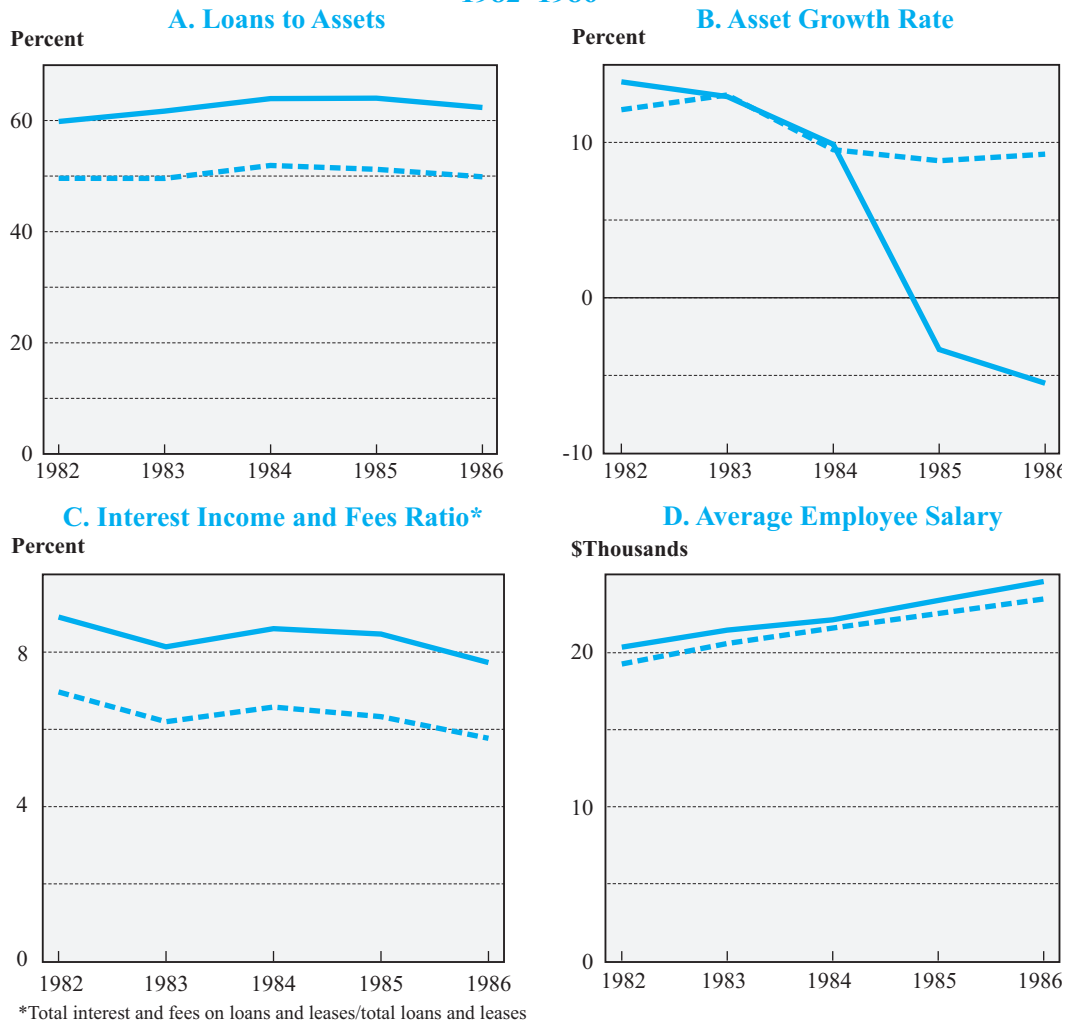 A. Loans to Assets
Percent
60
40
20
0
1982 1983 1984 1985 1986
B. Asset Growth Rate
Percent
10
0
-10
1982 1983 1984 1985 1986
C. Interest Income and Fees Ratio*
Percent
8
4
0
1982 1983 1984 1985 1986
*Total interest and fees on loans and leases/total loans and leases
D. Average Employee Salary
$Thousands
20
10
0
1982 1983 1984 1985 1986